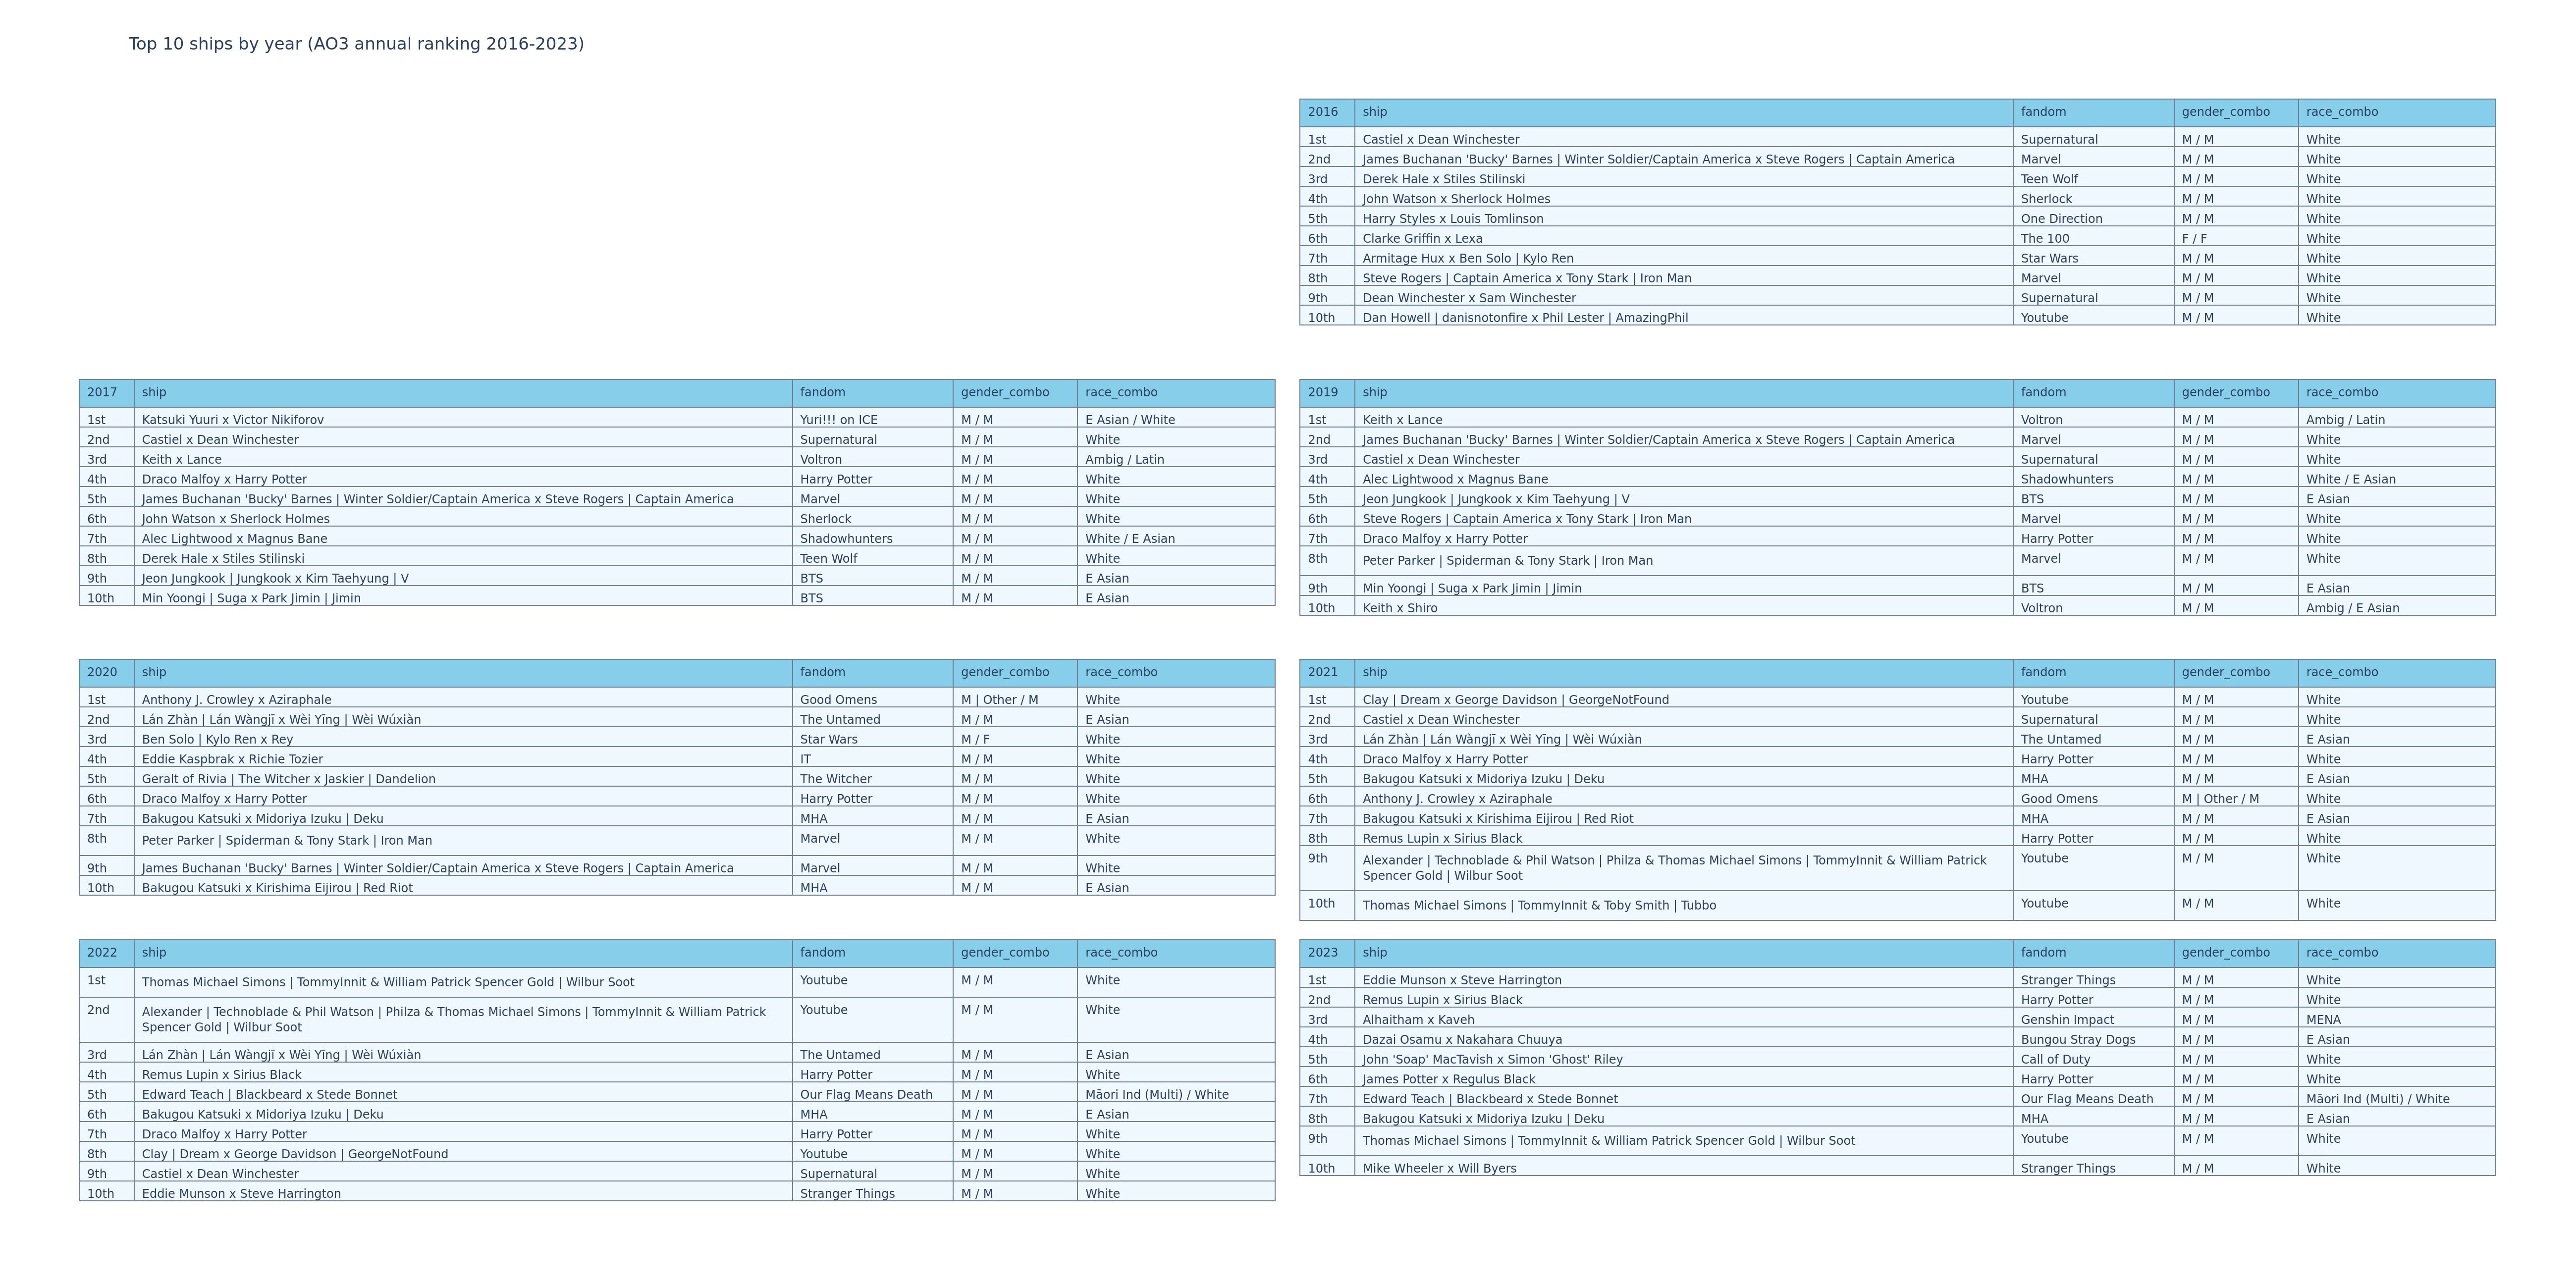 Top 10 ships by year (AO3 annual ranking 2016-2023)
2016 ship fandom gender_combo race_combo
1st Castiel x Dean Winchester Supernatural M / M White
2nd James Buchanan 'Bucky' Barnes | Winter Soldier/Captain America x Steve Rogers | Captain America Marvel M / M White
3rd Derek Hale x Stiles Stilinski Teen Wolf M / M White
4th John Watson x Sherlock Holmes Sherlock M / M White
5th Harry Styles x Louis Tomlinson One Direction M / M White
6th Clarke Griffin x Lexa The 100 F / F White
7th Armitage Hux x Ben Solo | Kylo Ren Star Wars M / M White
8th Steve Rogers | Captain America x Tony Stark | Iron Man Marvel M / M White
9th Dean Winchester x Sam Winchester Supernatural M / M White
10th Dan Howell | danisnotonfire x Phil Lester | AmazingPhil Youtube M / M White
2017 ship fandom gender_combo race_combo
1st Katsuki Yuuri x Victor Nikiforov Yuri!!! on ICE M / M E Asian / White
2nd Castiel x Dean Winchester Supernatural M / M White
3rd Keith x Lance Voltron M / M Ambig / Latin
4th Draco Malfoy x Harry Potter Harry Potter M / M White
5th James Buchanan 'Bucky' Barnes | Winter Soldier/Captain America x Steve Rogers | Captain America Marvel M / M White
6th John Watson x Sherlock Holmes Sherlock M / M White
7th Alec Lightwood x Magnus Bane Shadowhunters M / M White / E Asian
8th Derek Hale x Stiles Stilinski Teen Wolf M / M White
9th Jeon Jungkook | Jungkook x Kim Taehyung | V BTS M / M E Asian
10th Min Yoongi | Suga x Park Jimin | Jimin BTS M / M E Asian
2019 ship fandom gender_combo race_combo
1st Keith x Lance Voltron M / M Ambig / Latin
2nd James Buchanan 'Bucky' Barnes | Winter Soldier/Captain America x Steve Rogers | Captain America Marvel M / M White
3rd Castiel x Dean Winchester Supernatural M / M White
4th Alec Lightwood x Magnus Bane Shadowhunters M / M White / E Asian
5th Jeon Jungkook | Jungkook x Kim Taehyung | V BTS M / M E Asian
6th Steve Rogers | Captain America x Tony Stark | Iron Man Marvel M / M White
7th Draco Malfoy x Harry Potter Harry Potter M / M White
8th Peter Parker | Spiderman & Tony Stark | Iron Man Marvel M / M White
9th Min Yoongi | Suga x Park Jimin | Jimin BTS M / M E Asian
10th Keith x Shiro Voltron M / M Ambig / E Asian
2020 ship fandom gender_combo race_combo
1st Anthony J. Crowley x Aziraphale Good Omens M | Other / M White
2nd Lán Zhàn | Lán Wàngjī x Wèi Yīng | Wèi Wúxiàn The Untamed M / M E Asian
3rd Ben Solo | Kylo Ren x Rey Star Wars M / F White
4th Eddie Kaspbrak x Richie Tozier IT M / M White
5th Geralt of Rivia | The Witcher x Jaskier | Dandelion The Witcher M / M White
6th Draco Malfoy x Harry Potter Harry Potter M / M White
7th Bakugou Katsuki x Midoriya Izuku | Deku MHA M / M E Asian
8th Peter Parker | Spiderman & Tony Stark | Iron Man Marvel M / M White
9th James Buchanan 'Bucky' Barnes | Winter Soldier/Captain America x Steve Rogers | Captain America Marvel M / M White
10th Bakugou Katsuki x Kirishima Eijirou | Red Riot MHA M / M E Asian
2021 ship fandom gender_combo race_combo
1st Clay | Dream x George Davidson | GeorgeNotFound Youtube M / M White
2nd Castiel x Dean Winchester Supernatural M / M White
3rd Lán Zhàn | Lán Wàngjī x Wèi Yīng | Wèi Wúxiàn The Untamed M / M E Asian
4th Draco Malfoy x Harry Potter Harry Potter M / M White
5th Bakugou Katsuki x Midoriya Izuku | Deku MHA M / M E Asian
6th Anthony J. Crowley x Aziraphale Good Omens M | Other / M White
7th Bakugou Katsuki x Kirishima Eijirou | Red Riot MHA M / M E Asian
8th Remus Lupin x Sirius Black Harry Potter M / M White
9th Alexander | Technoblade & Phil Watson | Philza & Thomas Michael Simons | TommyInnit & William Patrick Youtube M / M White
Spencer Gold | Wilbur Soot
10th Thomas Michael Simons | TommyInnit & Toby Smith | Tubbo Youtube M / M White
2022 ship fandom gender_combo race_combo
1st Thomas Michael Simons | TommyInnit & William Patrick Spencer Gold | Wilbur Soot Youtube M / M White
2nd Alexander | Technoblade & Phil Watson | Philza & Thomas Michael Simons | TommyInnit & William Patrick Youtube M / M White
Spencer Gold | Wilbur Soot
3rd Lán Zhàn | Lán Wàngjī x Wèi Yīng | Wèi Wúxiàn The Untamed M / M E Asian
4th Remus Lupin x Sirius Black Harry Potter M / M White
5th Edward Teach | Blackbeard x Stede Bonnet Our Flag Means Death M / M Māori Ind (Multi) / White
6th Bakugou Katsuki x Midoriya Izuku | Deku MHA M / M E Asian
7th Draco Malfoy x Harry Potter Harry Potter M / M White
8th Clay | Dream x George Davidson | GeorgeNotFound Youtube M / M White
9th Castiel x Dean Winchester Supernatural M / M White
10th Eddie Munson x Steve Harrington Stranger Things M / M White
2023 ship fandom gender_combo race_combo
1st Eddie Munson x Steve Harrington Stranger Things M / M White
2nd Remus Lupin x Sirius Black Harry Potter M / M White
3rd Alhaitham x Kaveh Genshin Impact M / M MENA
4th Dazai Osamu x Nakahara Chuuya Bungou Stray Dogs M / M E Asian
5th John 'Soap' MacTavish x Simon 'Ghost' Riley Call of Duty M / M White
6th James Potter x Regulus Black Harry Potter M / M White
7th Edward Teach | Blackbeard x Stede Bonnet Our Flag Means Death M / M Māori Ind (Multi) / White
8th Bakugou Katsuki x Midoriya Izuku | Deku MHA M / M E Asian
9th Thomas Michael Simons | TommyInnit & William Patrick Spencer Gold | Wilbur Soot Youtube M / M White
10th Mike Wheeler x Will Byers Stranger Things M / M White